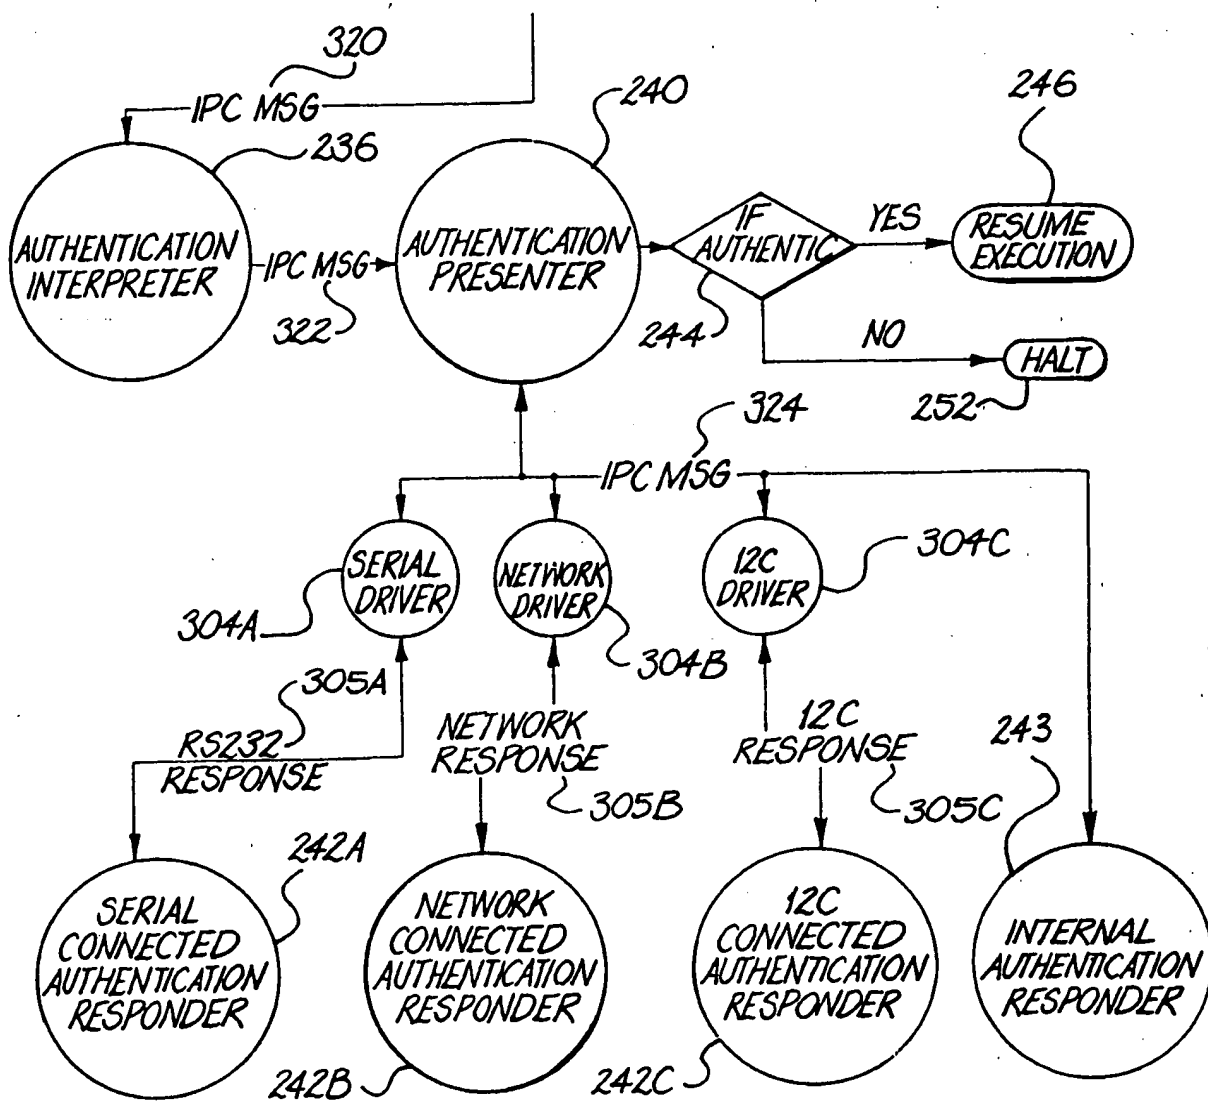 320
IPC MSG
240
246
236
AUTHENTICATION
INTERPRETER
IPC MSG
322
AUTHENTICATION
PRESENTER
IF
AUTHENTIC
244
YES
RESUME
EXECUTION
NO
HALT
252
324
IPC MSG
SERIAL
DRIVER
304A
NETWORK
DRIVER
304B
12C
DRIVER
304C
305A
RS232
RESPONSE
NETWORK
RESPONSE
305B
12C
RESPONSE
305C
243
242A
SERIAL
CONNECTED
AUTHENTICATION
RESPONDER
NETWORK
CONNECTED
AUTHENTICATION
RESPONDER
242B
12C
CONNECTED
AUTHENTICATION
RESPONDER
242C
INTERNAL
AUTHENTICATION
RESPONDER